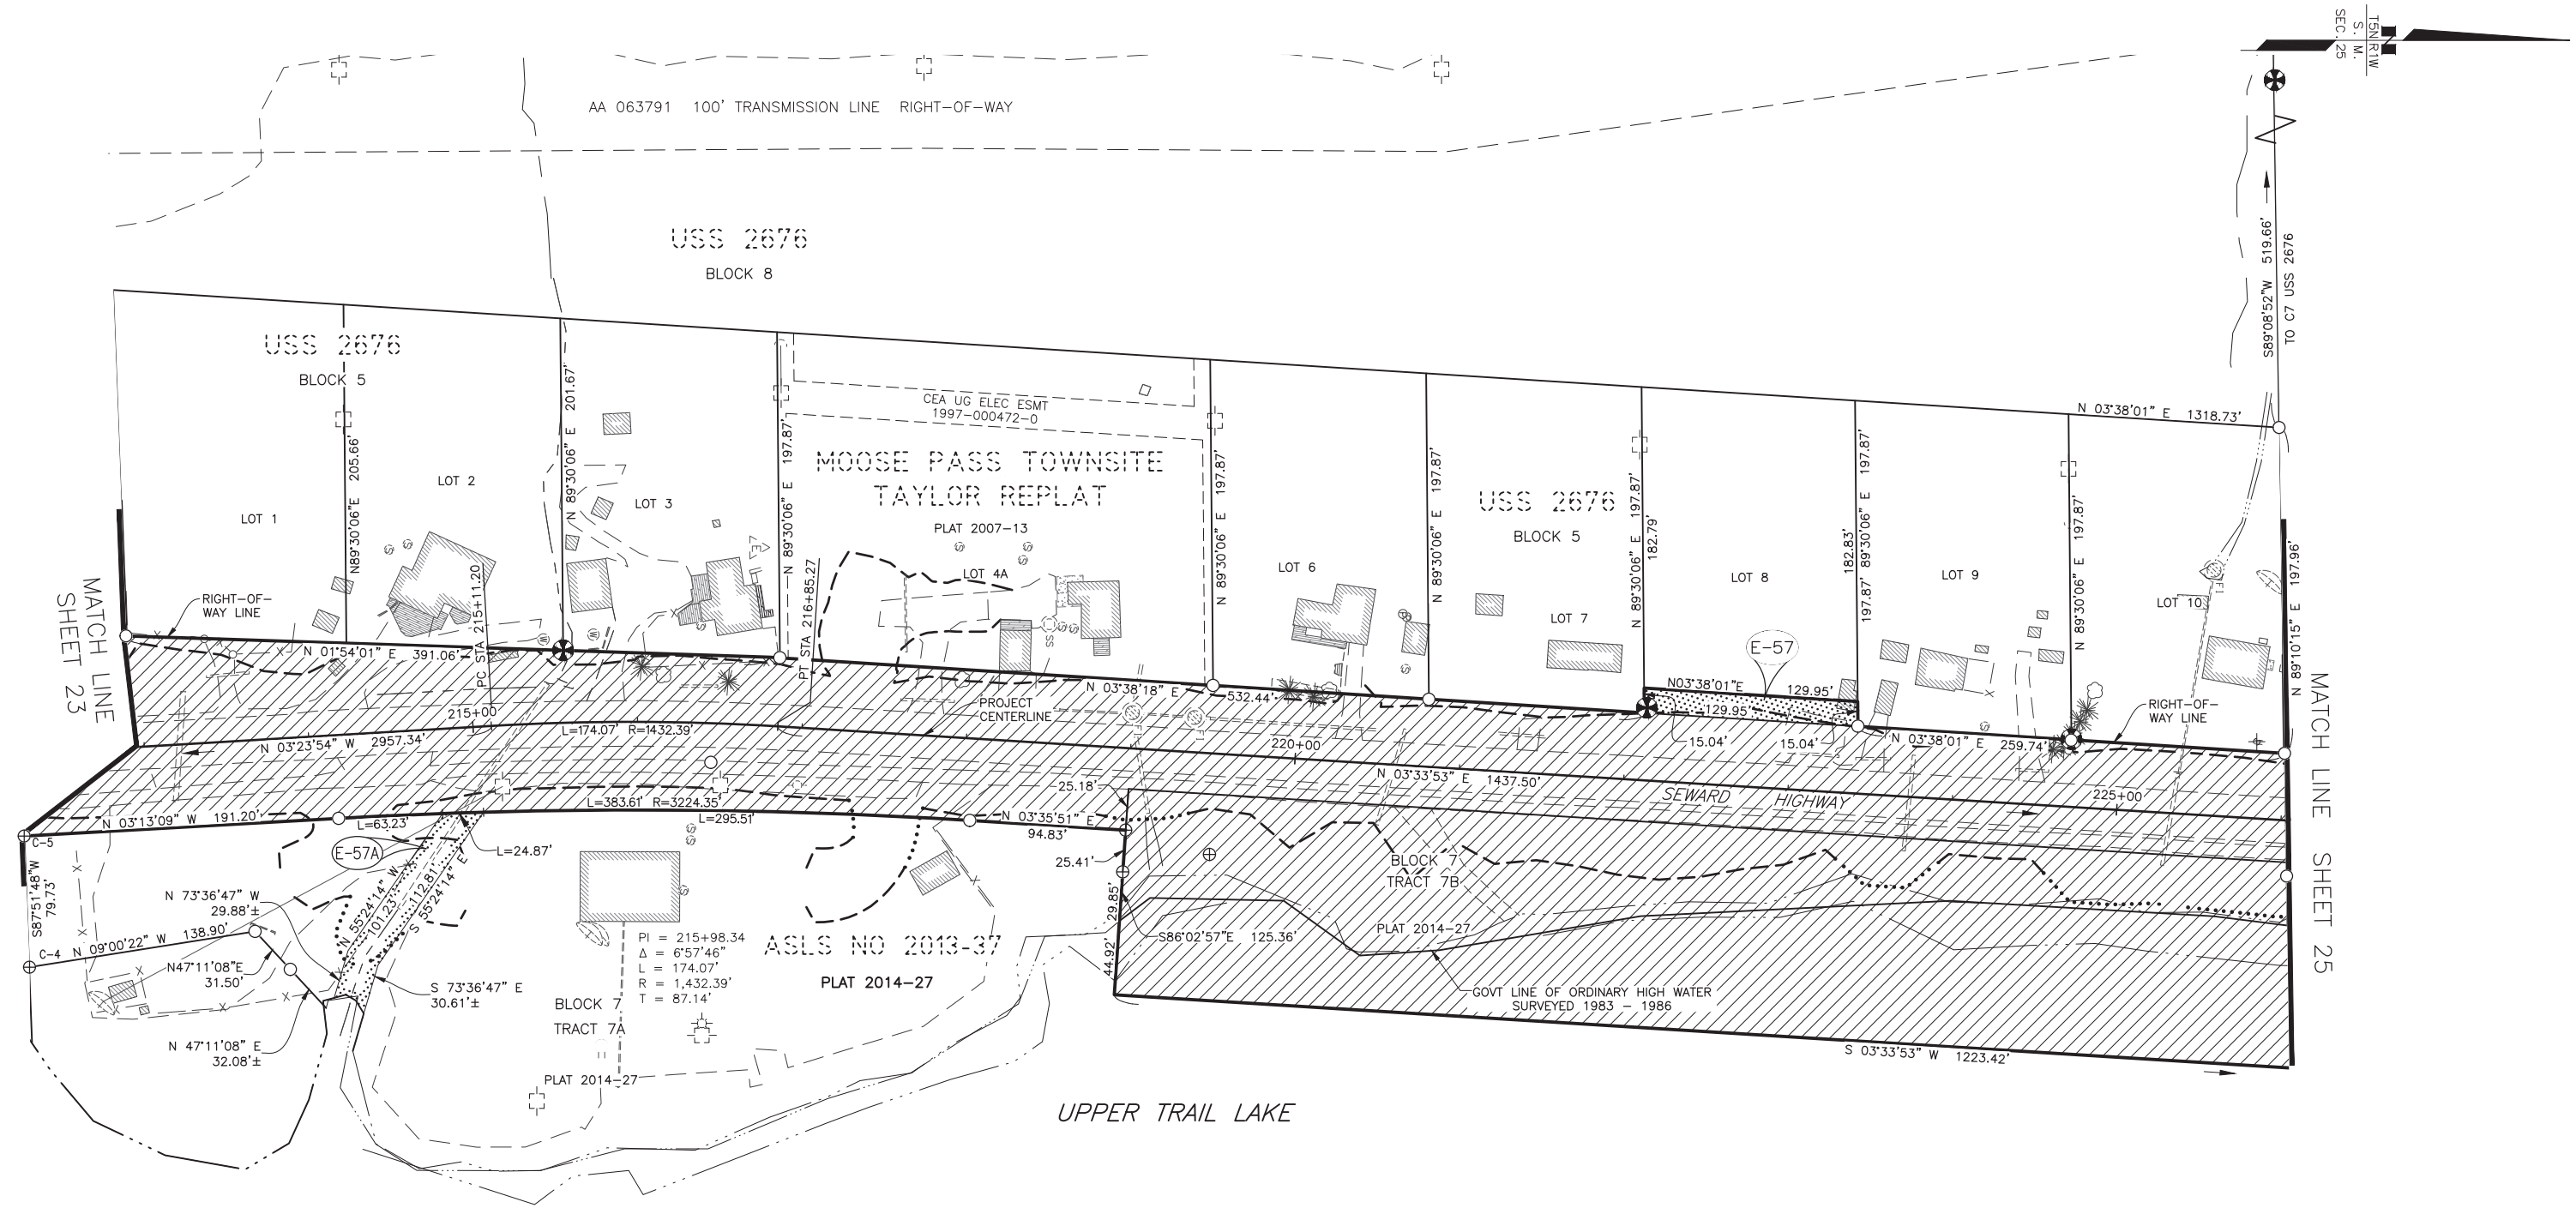 T5N R1W
S. M.
SEC. 25
N
AA 063791 100' TRANSMISSION LINE RIGHT-OF-WAY
USS 2676
BLOCK 8
S89°08'52"W 519.66'
TO C7 USS 2676
USS 2676
BLOCK 5
N 89°30'06" E 201.67'
CEA UG ELEC ESMT
1997-000472-0
N 03°38'01" E 1318.73'
N89°30'06"E 205.66'
LOT 1
LOT 2
LOT 3
N 89°30'06" E 197.87'
MOOSE PASS TOWNSITE
TAYLOR REPLAT
PLAT 2007-13
LOT 4A
N 89°30'06" E 197.87'
LOT 6
N 89°30'06" E 197.87'
USS 2676
BLOCK 5
LOT 7
N 89°30'06" E 197.87'
182.79'
LOT 8
182.83'
197.87' 89°30'06" E 197.87'
LOT 9
N 89°30'06" E 197.87'
LOT 10
N 89°10'15" E 197.96'
MATCH LINE
SHEET 23
RIGHT-OF-
WAY LINE
N 01°54'01" E 391.06'
PC STA 215+11.20
PT STA 216+85.27
N 03°38'18" E 532.44'
PROJECT
CENTERLINE
E-57
N03°38'01"E 129.95'
129.95'
15.04'
15.04'
N 03°38'01" E 259.74'
RIGHT-OF-
WAY LINE
MATCH LINE SHEET 25
215+00
N 03°23'54" W 2957.34'
L=174.07' R=1432.39'
220+00
N 03°33'53" E 1437.50'
SEWARD HIGHWAY
225+00
25.18'
L=383.61' R=3224.35'
N 03°13'09" W 191.20'
L=63.23'
L=295.51'
N 03°35'51" E
94.83'
C-5
E-57A
L=24.87'
25.41'
BLOCK 7
TRACT 7B
S87°51'48"W
79.73'
N 73°36'47" W
29.88'±
N 55°24'14" W
101.23'
112.81'
S 55°24'14" E
29.85'
C-4 N 09°00'22" W 138.90'
PI = 215+98.34
Δ = 6°57'46"
L = 174.07'
R = 1,432.39'
T = 87.14'
ASLS NO 2013-37
PLAT 2014-27
44.92'
S86°02'57"E 125.36'
PLAT 2014-27
N47°11'08"E
31.50'
S 73°36'47" E
30.61'±
BLOCK 7
TRACT 7A
GOVT LINE OF ORDINARY HIGH WATER
SURVEYED 1983 - 1986
N 47°11'08" E
32.08'±
PLAT 2014-27
S 03°33'53" W 1223.42'
UPPER TRAIL LAKE